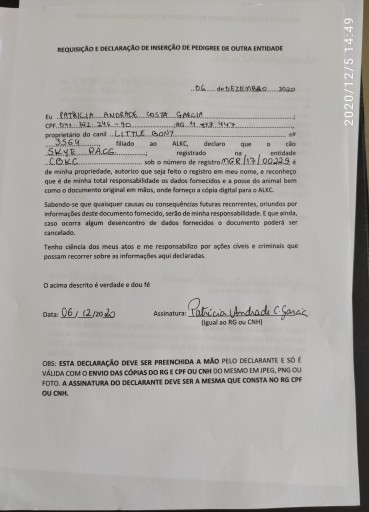 REQUISIÇÃO E DECLARAÇÃO DE INSERÇÃO DE PEDIGREE DE OUTRA ENTIDADE
06 de DEZEMBRO 2020
Eu PATRICIA ANDRADE COSTA GARCIA
CPF RG M
proprietário do canil LITTLE BONY nº
3564 filiado ao ALKC, declaro que o cão
SKYE PACG registrado na entidade
CBKC sob o número de registro MGR/17/00229 é
de minha propriedade, autorizo que seja feito o registro em meu nome, e reconheço
que é de minha total responsabilidade os dados fornecidos e a posse do animal bem
como o documento original em mãos, onde forneço a cópia digital para o ALKC.
Sabendo-se que quaisquer causas ou consequências futuras recorrentes, oriundos por
informações deste documento fornecido, serão de minha responsabilidade. E que ainda,
caso ocorra algum desencontro de dados fornecidos o documento poderá ser
cancelado.
Tenho ciência dos meus atos e me responsabilizo por ações cíveis e criminais que
possam recorrer sobre as informações aqui declaradas.
O acima descrito é verdade e dou fé
Data: 06/12/2020 Assinatura: Patricia Andrade C Garcia
(Igual ao RG ou CNH)
OBS: ESTA DECLARAÇÃO DEVE SER PREENCHIDA A MÃO PELO DECLARANTE E SÓ É
VÁLIDA COM O ENVIO DAS CÓPIAS DO RG E CPF OU CNH DO MESMO EM JPEG, PNG OU
FOTO. A ASSINATURA DO DECLARANTE DEVE SER A MESMA QUE CONSTA NO RG CPF
OU CNH.
2020/12/5 14:49